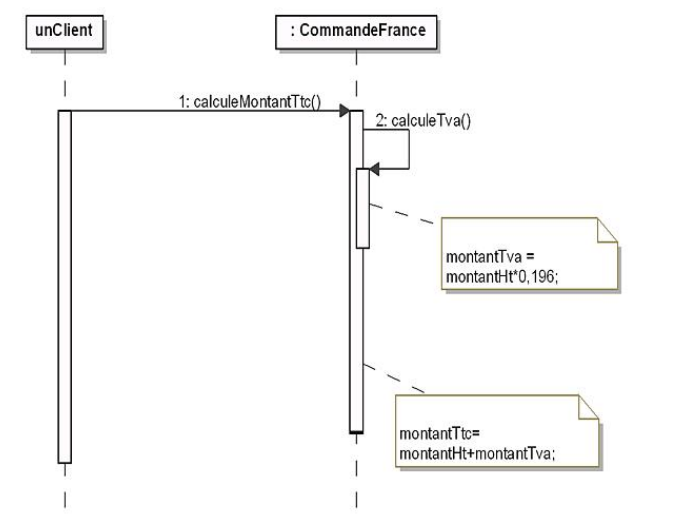 unClient
: CommandeFrance
1: calculeMontantTtc()
2: calculeTva()
montantTva =
montantHt*0,196;
montantTtc=
montantHt+montantTva;